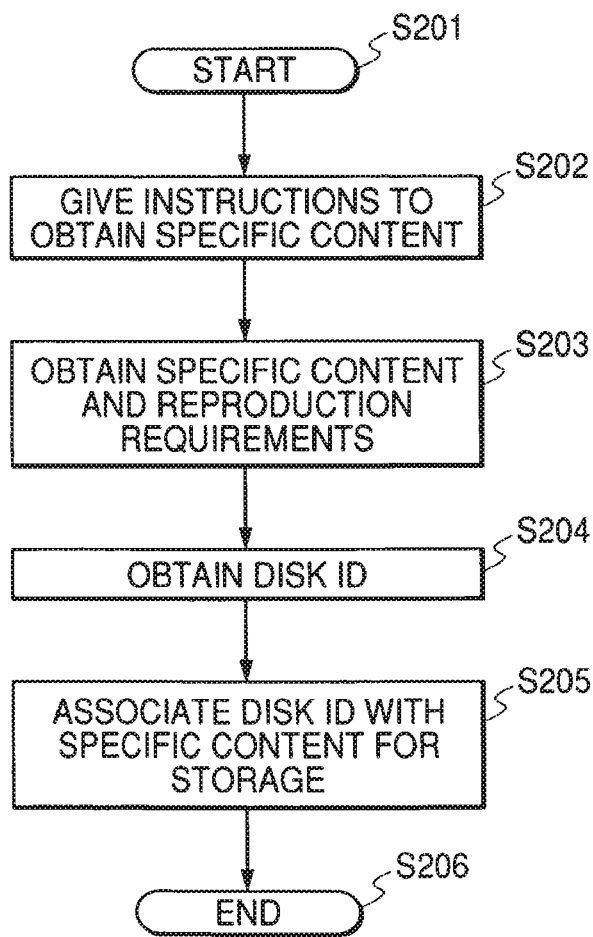 S201
START
S202
GIVE INSTRUCTIONS TO
OBTAIN SPECIFIC CONTENT
S203
OBTAIN SPECIFIC CONTENT
AND REPRODUCTION
REQUIREMENTS
S204
OBTAIN DISK ID
S205
ASSOCIATE DISK ID WITH
SPECIFIC CONTENT FOR
STORAGE
S206
END